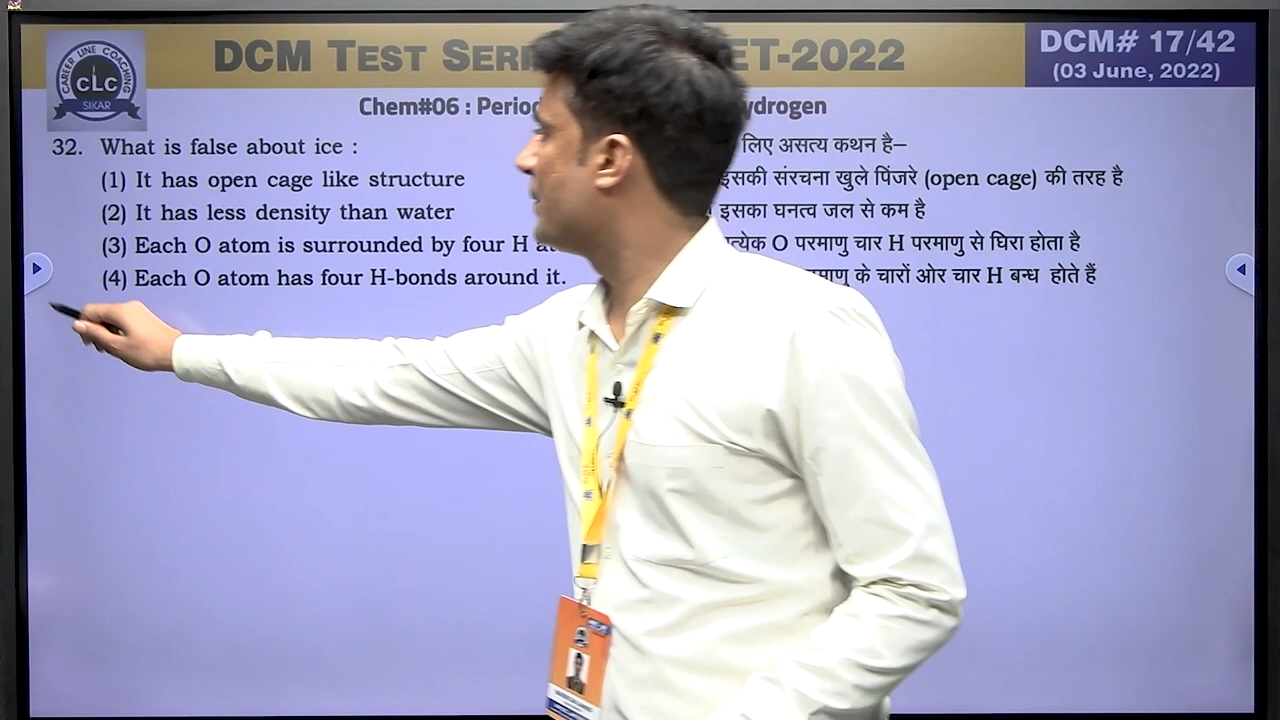 DCM TEST SERI ET-2022
DCM# 17/42
(03 June, 2022)
CAREER LINE COACHING
CLC
SIKAR
Chem#06 : Period ydrogen
32. What is false about ice :
(1) It has open cage like structure
(2) It has less density than water
(3) Each O atom is surrounded by four H
(4) Each O atom has four H-bonds around it.
लिए असत्य कथन है–
इसकी संरचना खुले पिंजरे (open cage) की तरह है
इसका घनत्व जल से कम है
O परमाणु चार H परमाणु से घिरा होता है
के चारों ओर चार H बन्ध होते हैं